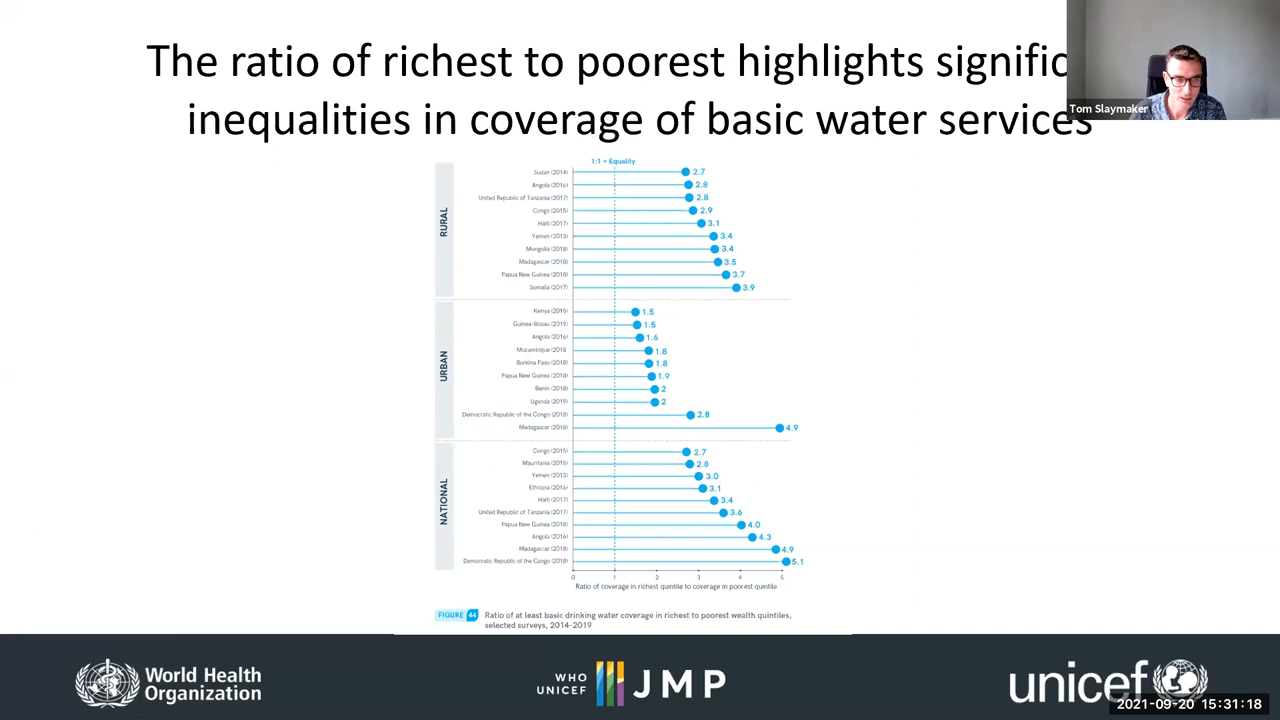 The ratio of richest to poorest highlights signific
inequalities in coverage of basic water services
Tom Slaymaker
1:1 = Equality
RURAL
Sudan (2014) 2.7
Angola (2016) 2.8
United Republic of Tanzania (2017) 2.8
Congo (2015) 2.9
Haiti (2017) 3.1
Yemen (2013) 3.4
Mongolia (2018) 3.4
Madagascar (2018) 3.5
Papua New Guinea (2018) 3.7
Somalia (2017) 3.9
URBAN
Kenya (2015) 1.5
Guinea-Bissau (2019) 1.5
Angola (2016) 1.6
Mozambique (2018 1.8
Burkina Faso (2018) 1.8
Papua New Guinea (2018) 1.9
Benin (2018) 2
Uganda (2019) 2
Democratic Republic of the Congo (2018) 2.8
Madagascar (2018) 4.9
NATIONAL
Congo (2015) 2.7
Mauritania (2015) 2.8
Yemen (2013) 3.0
Ethiopia (2016) 3.1
Haiti (2017) 3.4
United Republic of Tanzania (2017) 3.6
Papua New Guinea (2018) 4.0
Angola (2016) 4.3
Madagascar (2018) 4.9
Democratic Republic of the Congo (2018) 5.1
0 1 2 3 4 5
Ratio of coverage in richest quintile to coverage in poorest quintile
FIGURE 44 Ratio of at least basic drinking water coverage in richest to poorest wealth quintiles,
selected surveys, 2014-2019
World Health
Organization
WHO
UNICEF
JMP
unicef
2021-09-20 15:31:18